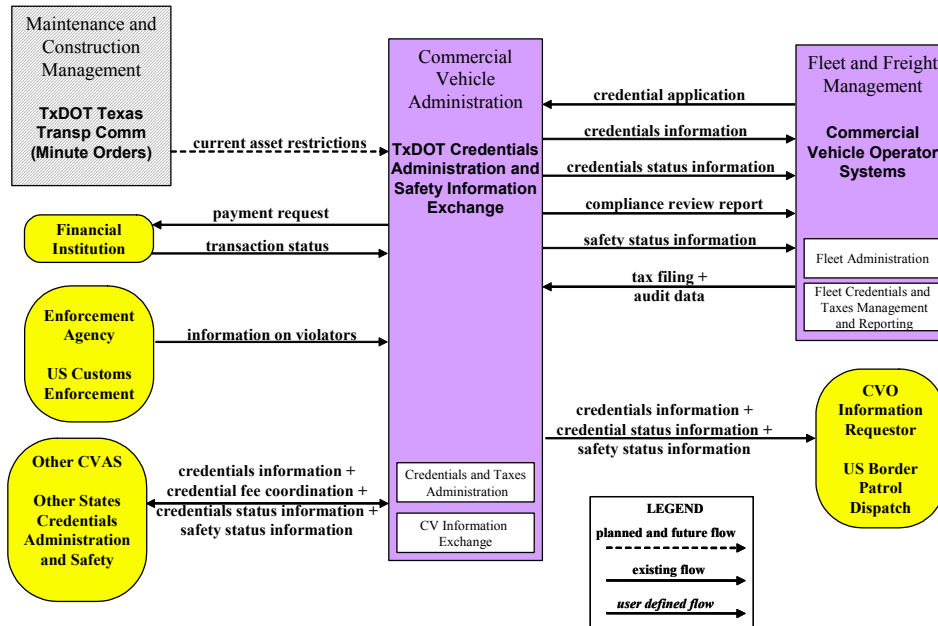 Maintenance and
Construction
Management
TxDOT Texas
Transp Comm
(Minute Orders)
current asset restrictions
Commercial
Vehicle
Administration
TxDOT Credentials
Administration and
Safety Information
Exchange
Fleet and Freight
Management
Commercial
Vehicle Operator
Systems
credential application
credentials information
credentials status information
compliance review report
safety status information
tax filing +
audit data
Fleet Administration
Fleet Credentials and
Taxes Management
and Reporting
Financial
Institution
payment request
transaction status
Enforcement
Agency
US Customs
Enforcement
information on violators
Other CVAS
Other States
Credentials
Administration
and Safety
credentials information +
credential fee coordination +
credentials status information +
safety status information
Credentials and Taxes
Administration
CV Information
Exchange
credentials information +
credential status information +
safety status information
CVO
Information
Requestor
US Border
Patrol
Dispatch
LEGEND
planned and future flow
existing flow
user defined flow